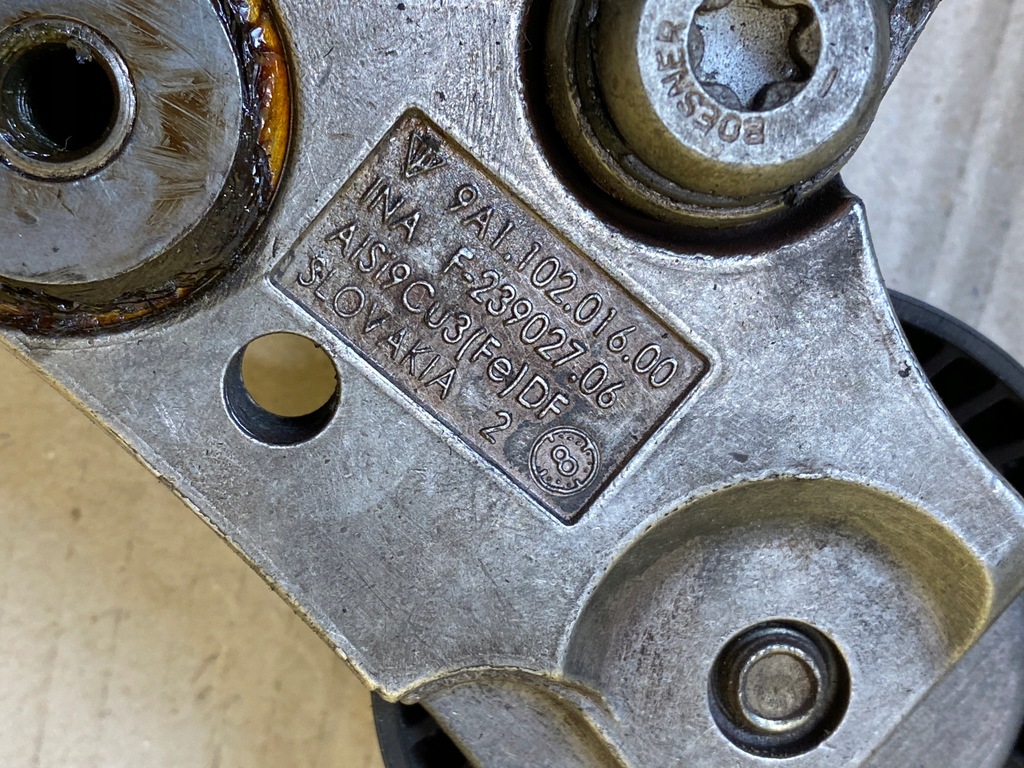 9A1.102.016.00
INA F-239027.06
AlSi9Cu3(Fe)DF
SLOVAKIA 2
8
BOESNER